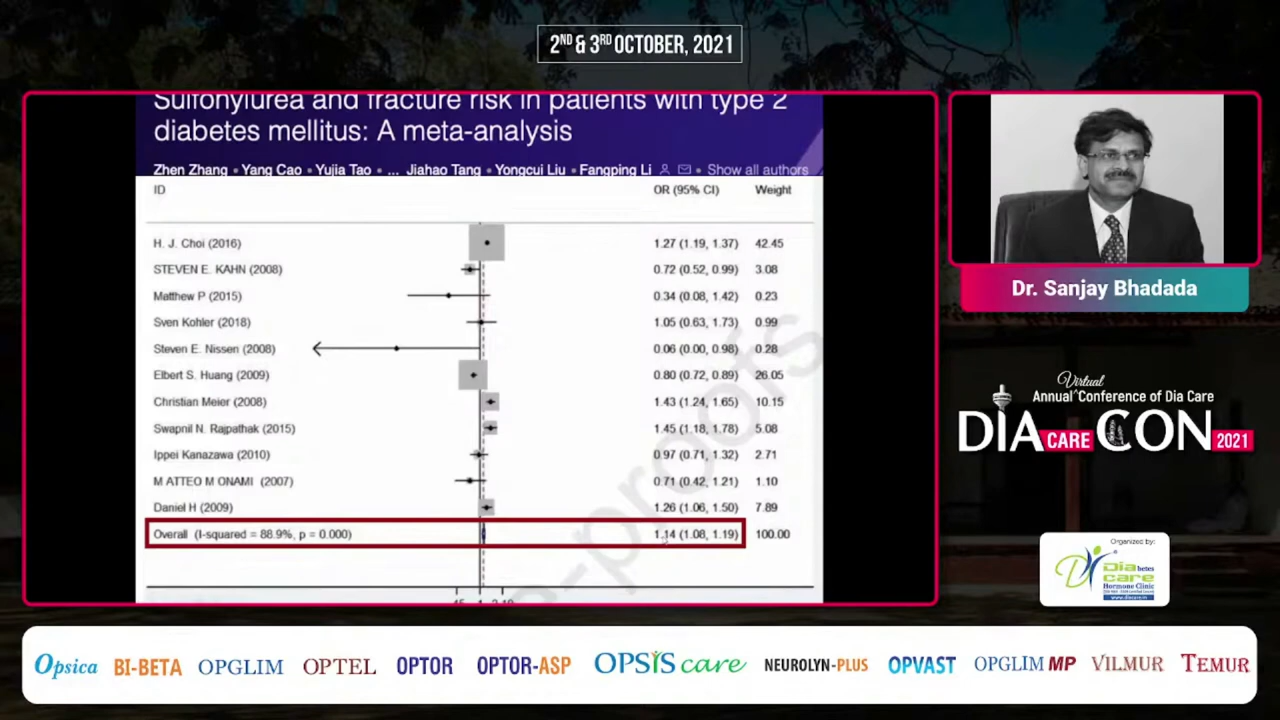 2ND & 3RD OCTOBER, 2021
Sulfonylurea and fracture risk in patients with type 2
diabetes mellitus: A meta-analysis
Zhen Zhang • Yang Cao • Yujia Tao • ... Jiahao Tang • Yongcui Liu • Fangping Li • Show all authors
ID OR (95% CI) Weight
H. J. Choi (2016) 1.27 (1.19, 1.37) 42.45
STEVEN E. KAHN (2008) 0.72 (0.52, 0.99) 3.08
Matthew P (2015) 0.34 (0.08, 1.42) 0.23
Sven Kohler (2018) 1.05 (0.63, 1.73) 0.99
Steven E. Nissen (2008) 0.06 (0.00, 0.98) 0.28
Elbert S. Huang (2009) 0.80 (0.72, 0.89) 26.05
Christian Meier (2008) 1.43 (1.24, 1.65) 10.15
Swapnil N. Rajpathak (2015) 1.45 (1.18, 1.78) 5.08
Ippei Kanazawa (2010) 0.97 (0.71, 1.32) 2.71
M ATTEO M ONAMI (2007) 0.71 (0.42, 1.21) 1.10
Daniel H (2009) 1.26 (1.06, 1.50) 7.89
Overall (I-squared = 88.9%, p = 0.000) 1.14 (1.08, 1.19) 100.00
-proofs
Dr. Sanjay Bhadada
Virtual
Annual Conference of Dia Care
DIA CARE CON 2021
Organized by:
Diabetes
care
Hormone Clinic
Opsica BI-BETA OPGLIM OPTEL OPTOR OPTOR-ASP OPSIS care NEUROLYN-PLUS OPVAST OPGLIM MP VILMUR TEMUR